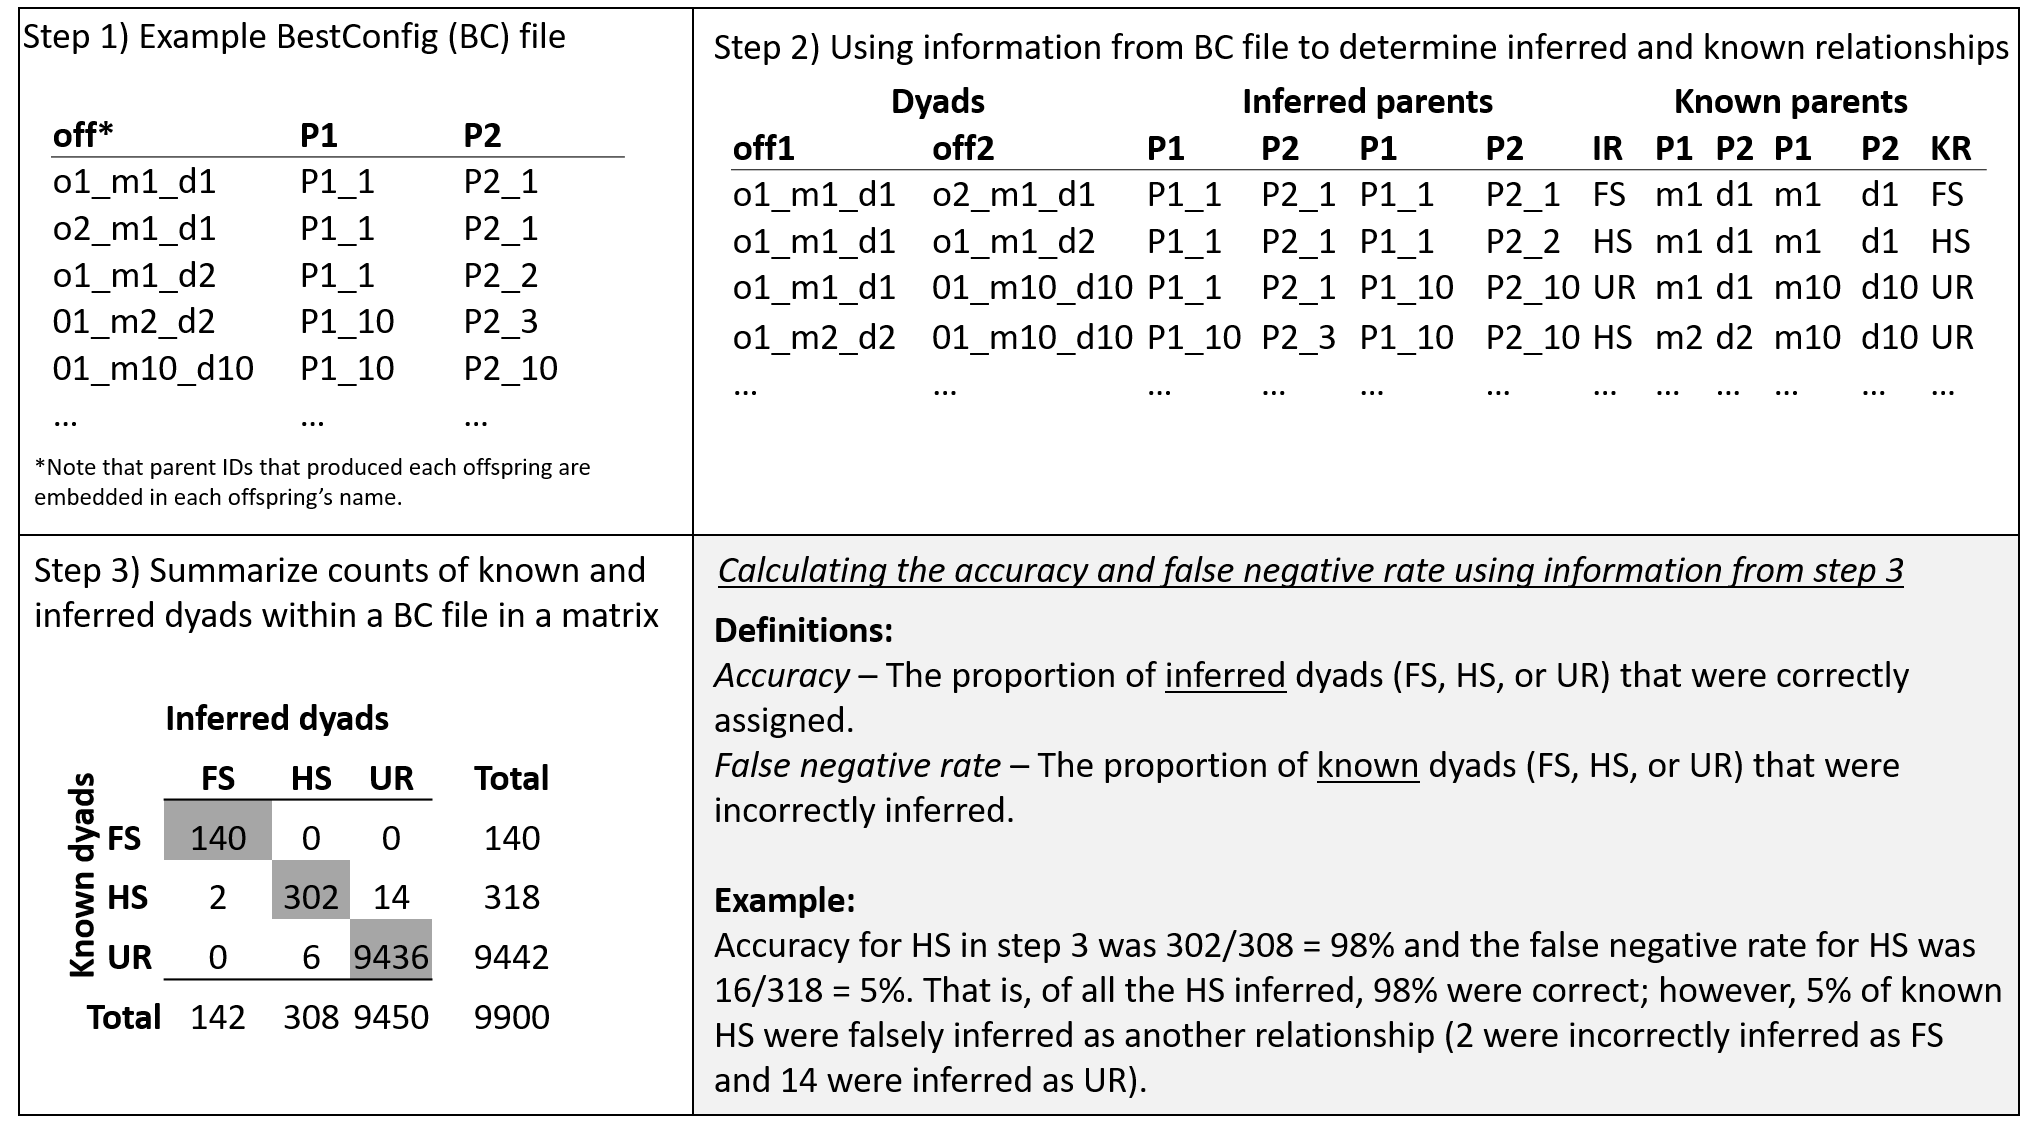 Step 1) Example BestConfig (BC) file
off* P1 P2
o1_m1_d1 P1_1 P2_1
o2_m1_d1 P1_1 P2_1
o1_m1_d2 P1_1 P2_2
01_m2_d2 P1_10 P2_3
01_m10_d10 P1_10 P2_10
... ... ...
*Note that parent IDs that produced each offspring are
embedded in each offspring’s name.
Step 2) Using information from BC file to determine inferred and known relationships
Dyads Inferred parents Known parents
off1 off2 P1 P2 P1 P2 IR P1 P2 P1 P2 KR
o1_m1_d1 o2_m1_d1 P1_1 P2_1 P1_1 P2_1 FS m1 d1 m1 d1 FS
o1_m1_d1 o1_m1_d2 P1_1 P2_1 P1_1 P2_2 HS m1 d1 m1 d1 HS
o1_m1_d1 01_m10_d10 P1_1 P2_1 P1_10 P2_10 UR m1 d1 m10 d10 UR
o1_m2_d2 01_m10_d10 P1_10 P2_3 P1_10 P2_10 HS m2 d2 m10 d10 UR
... ... ... ... ... ... ... ... ... ... ... ...
Step 3) Summarize counts of known and
inferred dyads within a BC file in a matrix
Inferred dyads
Known dyads
FS HS UR Total
FS 140 0 0 140
HS 2 302 14 318
UR 0 6 9436 9442
Total 142 308 9450 9900
Calculating the accuracy and false negative rate using information from step 3
Definitions:
Accuracy – The proportion of inferred dyads (FS, HS, or UR) that were correctly
assigned.
False negative rate – The proportion of known dyads (FS, HS, or UR) that were
incorrectly inferred.
Example:
Accuracy for HS in step 3 was 302/308 = 98% and the false negative rate for HS was
16/318 = 5%. That is, of all the HS inferred, 98% were correct; however, 5% of known
HS were falsely inferred as another relationship (2 were incorrectly inferred as FS
and 14 were inferred as UR).